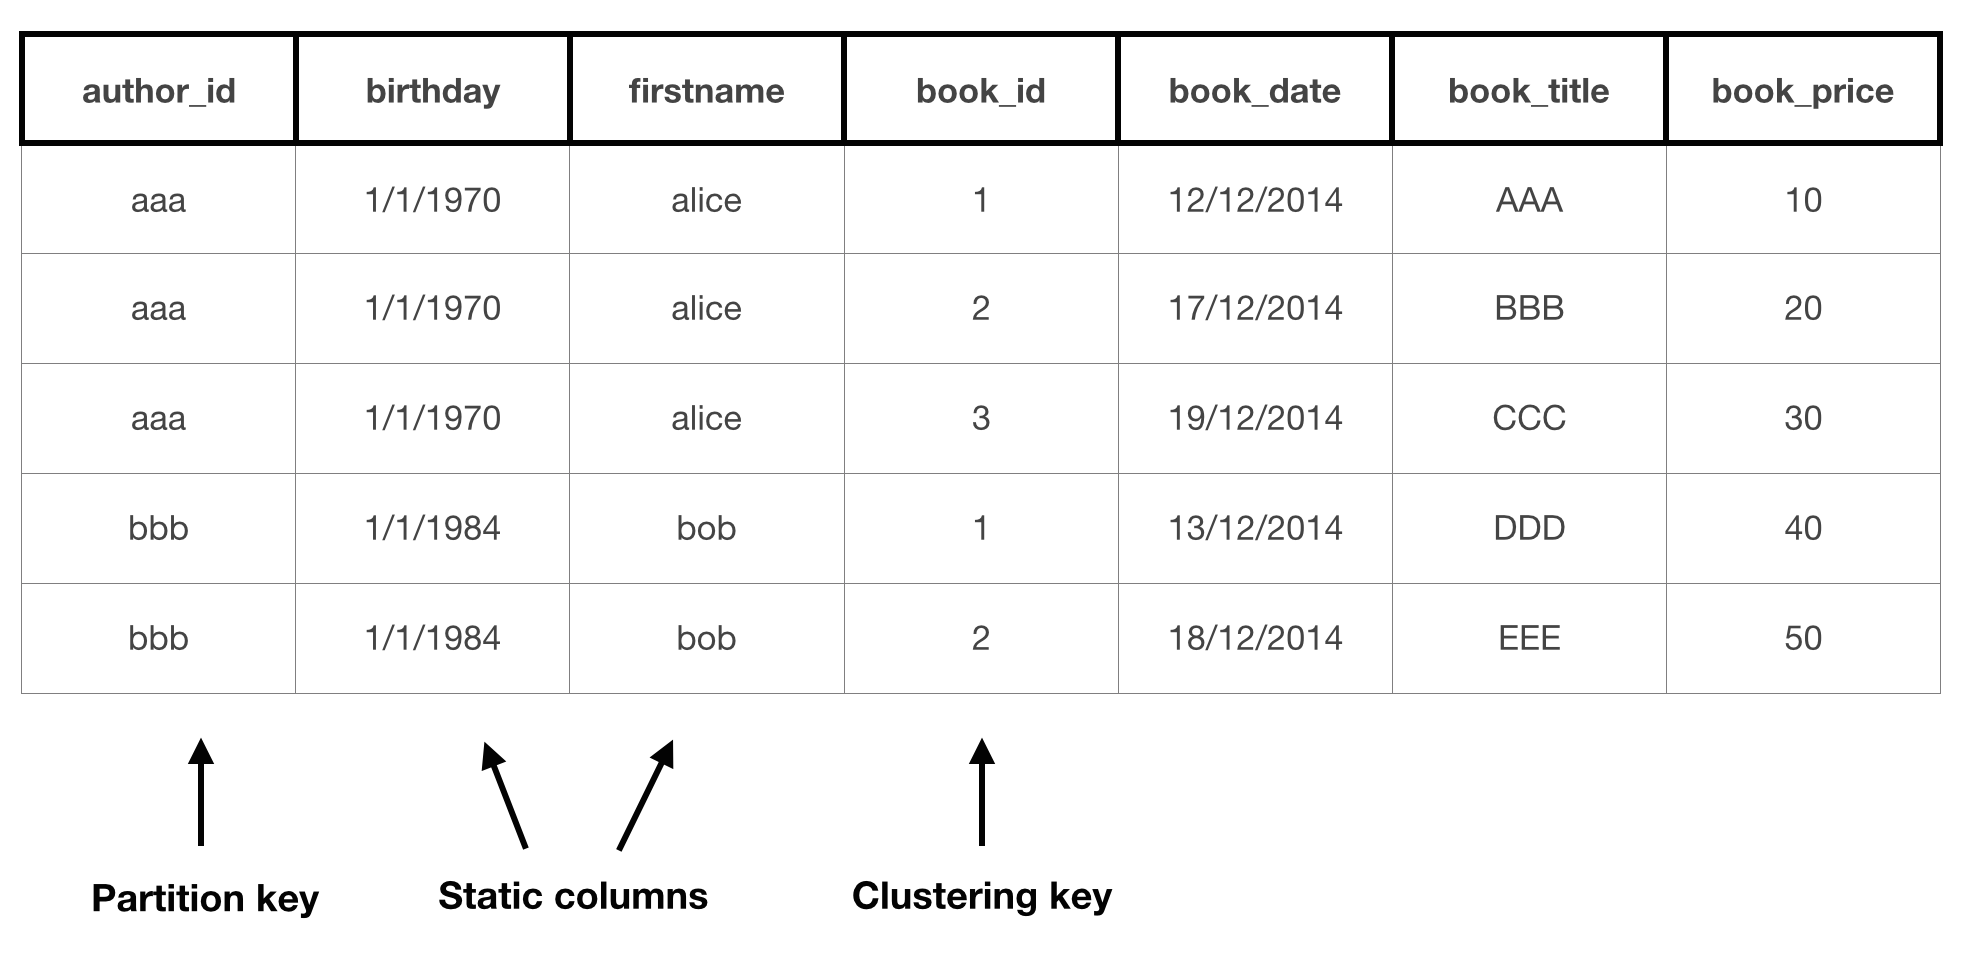 author_id birthday firstname book_id book_date book_title book_price
aaa 1/1/1970 alice 1 12/12/2014 AAA 10
aaa 1/1/1970 alice 2 17/12/2014 BBB 20
aaa 1/1/1970 alice 3 19/12/2014 CCC 30
bbb 1/1/1984 bob 1 13/12/2014 DDD 40
bbb 1/1/1984 bob 2 18/12/2014 EEE 50
Partition key Static columns Clustering key